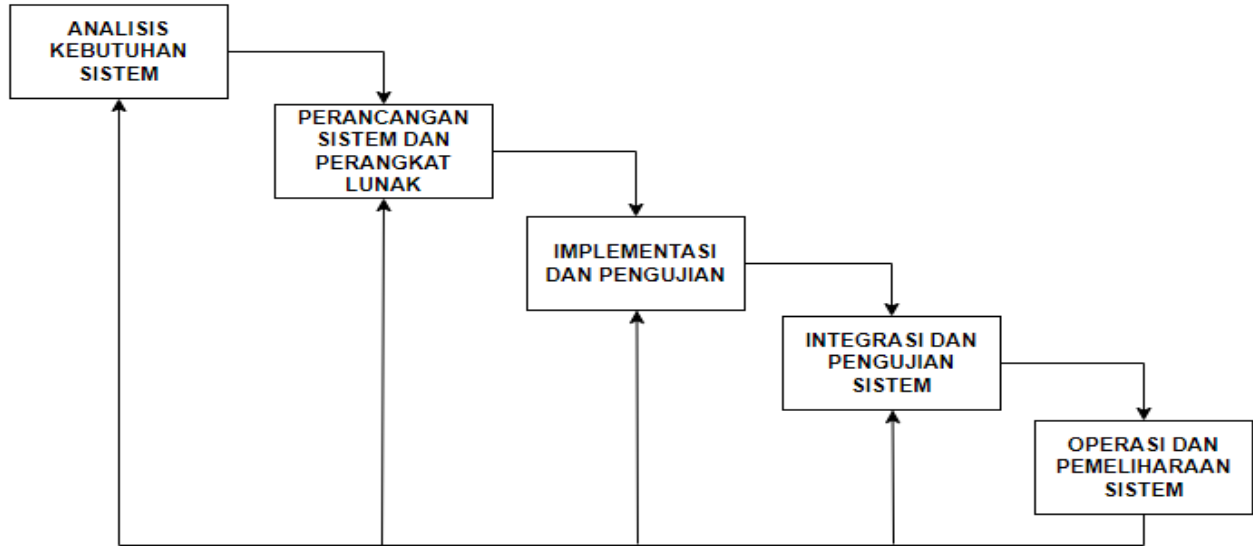 ANALISIS
KEBUTUHAN
SISTEM
PERANCANGAN
SISTEM DAN
PERANGKAT
LUNAK
IMPLEMENTASI
DAN PENGUJIAN
INTEGRASI DAN
PENGUJIAN
SISTEM
OPERASI DAN
PEMELIHARAAN
SISTEM